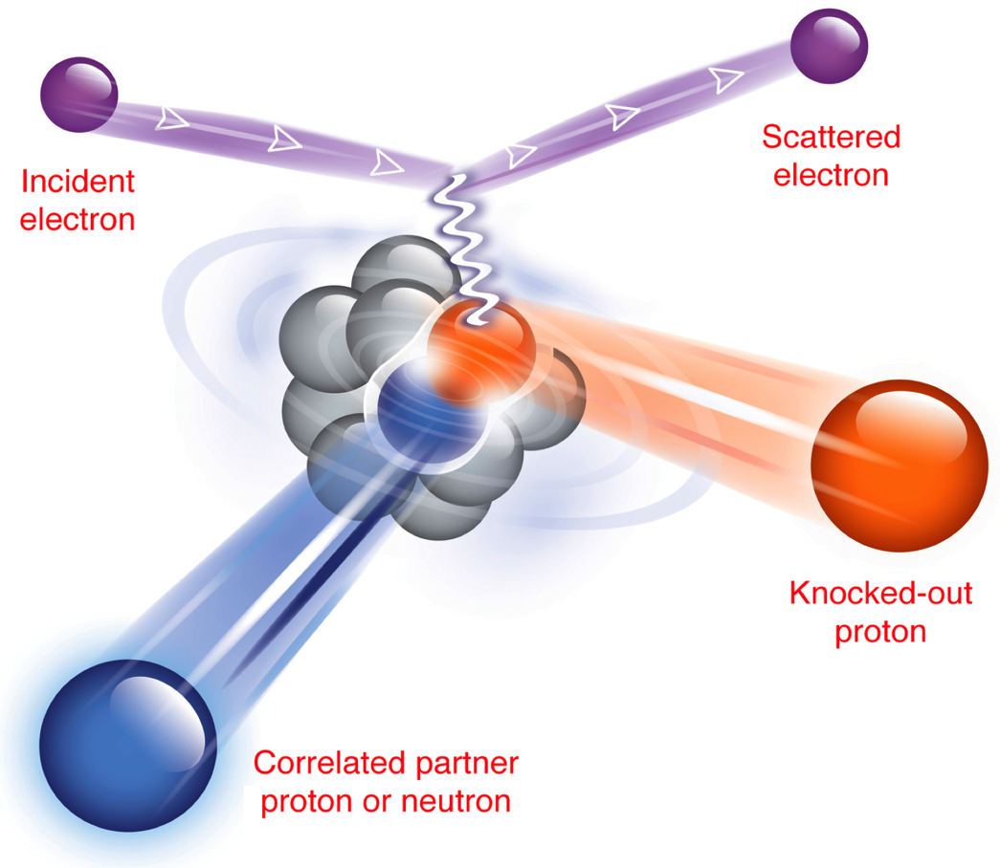 Scattered
electron
Incident
electron
Knocked-out
proton
Correlated partner
proton or neutron